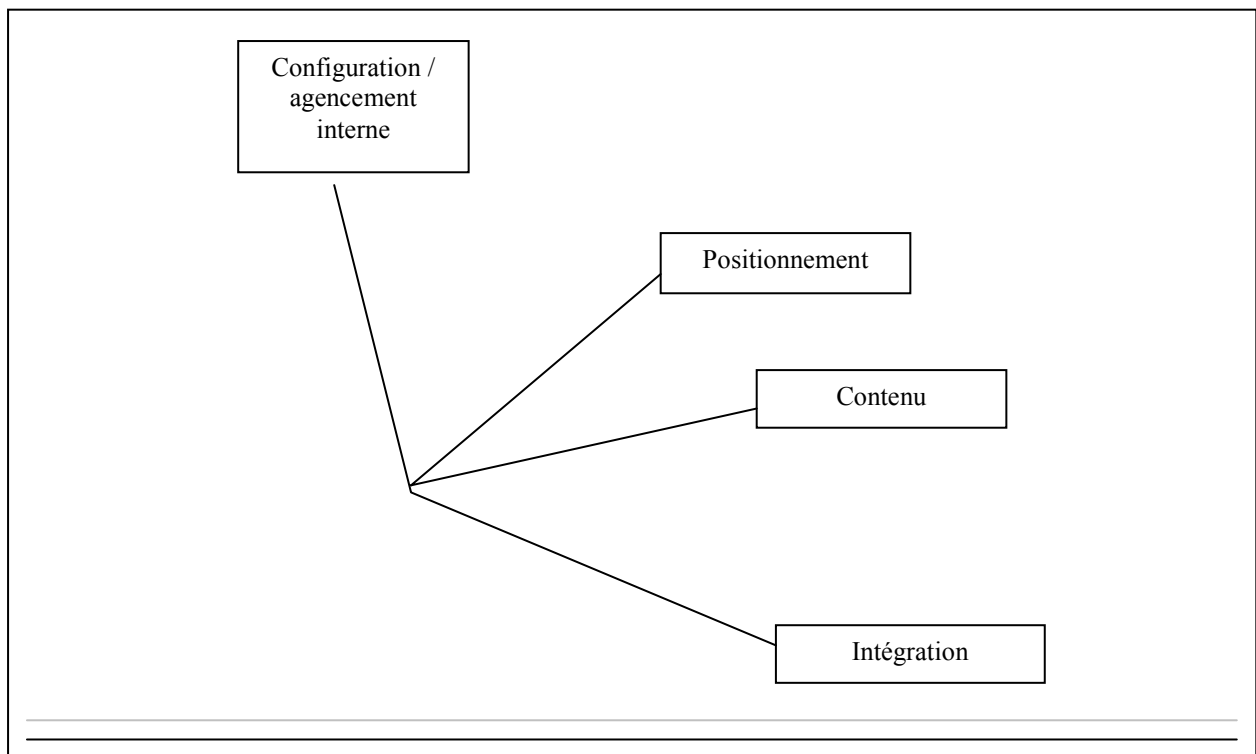 Configuration /
agencement
interne
Positionnement
Contenu
Intégration